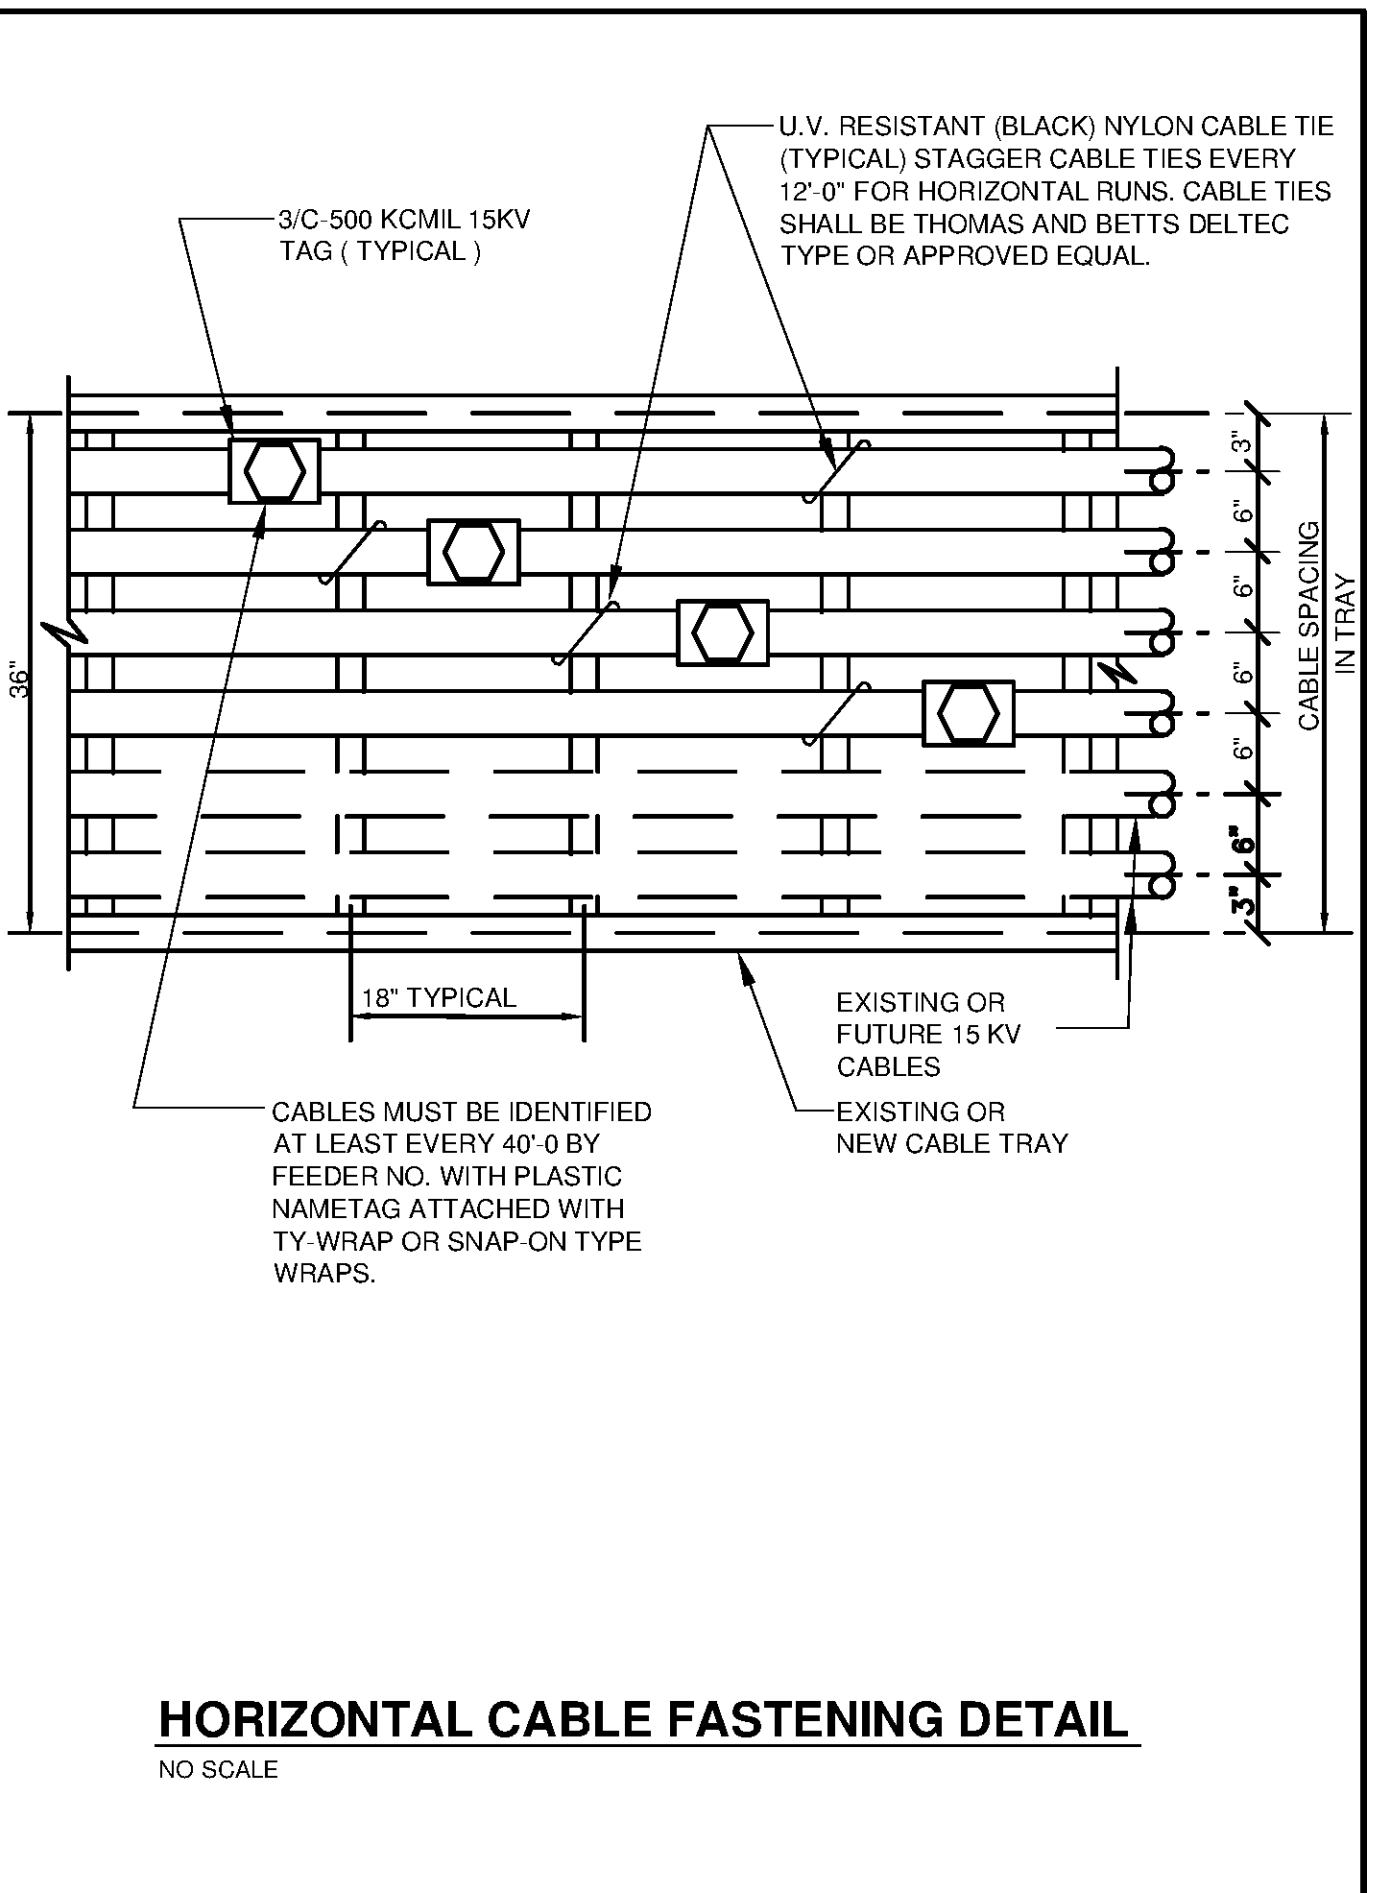 U.V. RESISTANT (BLACK) NYLON CABLE TIE
(TYPICAL) STAGGER CABLE TIES EVERY
12'-0" FOR HORIZONTAL RUNS. CABLE TIES
SHALL BE THOMAS AND BETTS DELTEC
TYPE OR APPROVED EQUAL.
3/C-500 KCMIL 15KV
TAG ( TYPICAL )
36"
3"
6"
6"
6"
6"
6"
3"
CABLE SPACING
IN TRAY
18" TYPICAL
EXISTING OR
FUTURE 15 KV
CABLES
EXISTING OR
NEW CABLE TRAY
CABLES MUST BE IDENTIFIED
AT LEAST EVERY 40'-0 BY
FEEDER NO. WITH PLASTIC
NAMETAG ATTACHED WITH
TY-WRAP OR SNAP-ON TYPE
WRAPS.
HORIZONTAL CABLE FASTENING DETAIL
NO SCALE